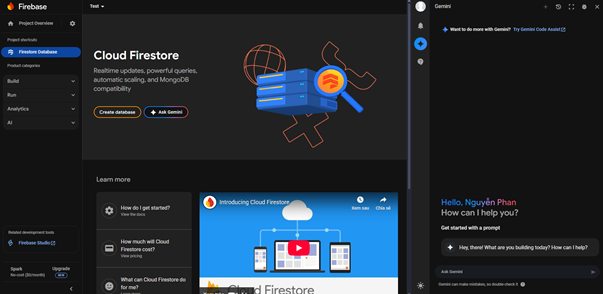 Firebase
Project Overview
Project shortcuts
Firestore Database
Product categories
Build
Run
Analytics
AI
Related development tools
Firebase Studio
Spark
No-cost ($0/month)
Upgrade
NEW
Test
Cloud Firestore
Realtime updates, powerful queries,
automatic scaling, and MongoDB
compatibility
Create database
Ask Gemini
Learn more
How do I get started?
View the docs
How much will Cloud
Firestore cost?
View pricing
What can Cloud Firestore do
for me?
Introducing Cloud Firestore
Xem sau
Chia sẻ
Cloud Firestore
Gemini
Want to do more with Gemini? Try Gemini Code Assist
Hello, Nguyễn Phan
How can I help you?
Get started with a prompt
Hey, there! What are you building today? How can I help?
Ask Gemini
Gemini can make mistakes, so double-check it